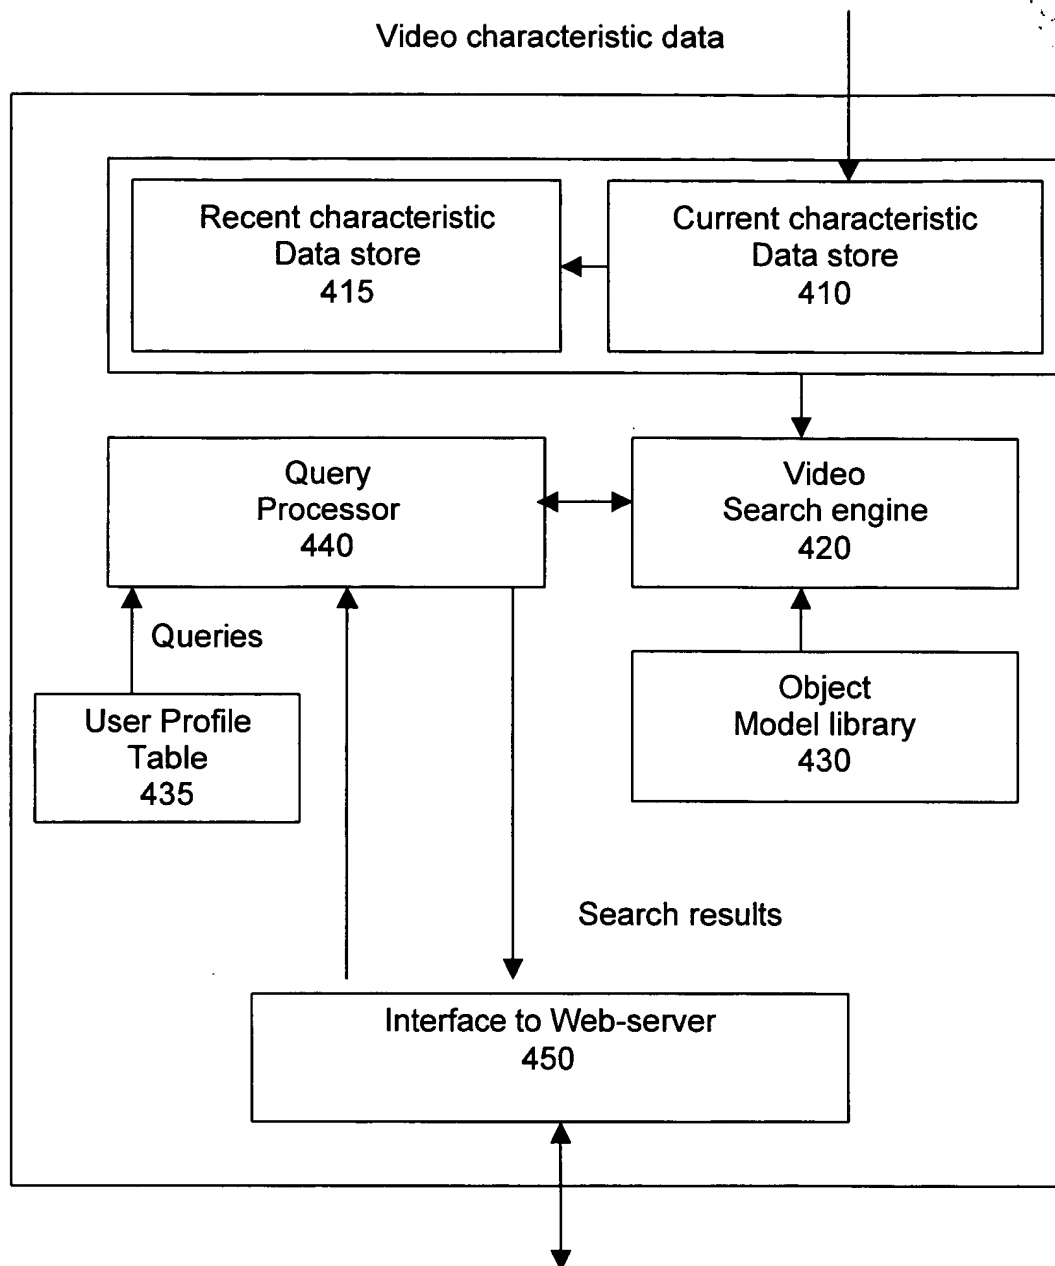 Video characteristic data
Recent characteristic
Data store
415
Current characteristic
Data store
410
Query
Processor
440
Video
Search engine
420
Queries
User Profile
Table
435
Object
Model library
430
Search results
Interface to Web-server
450